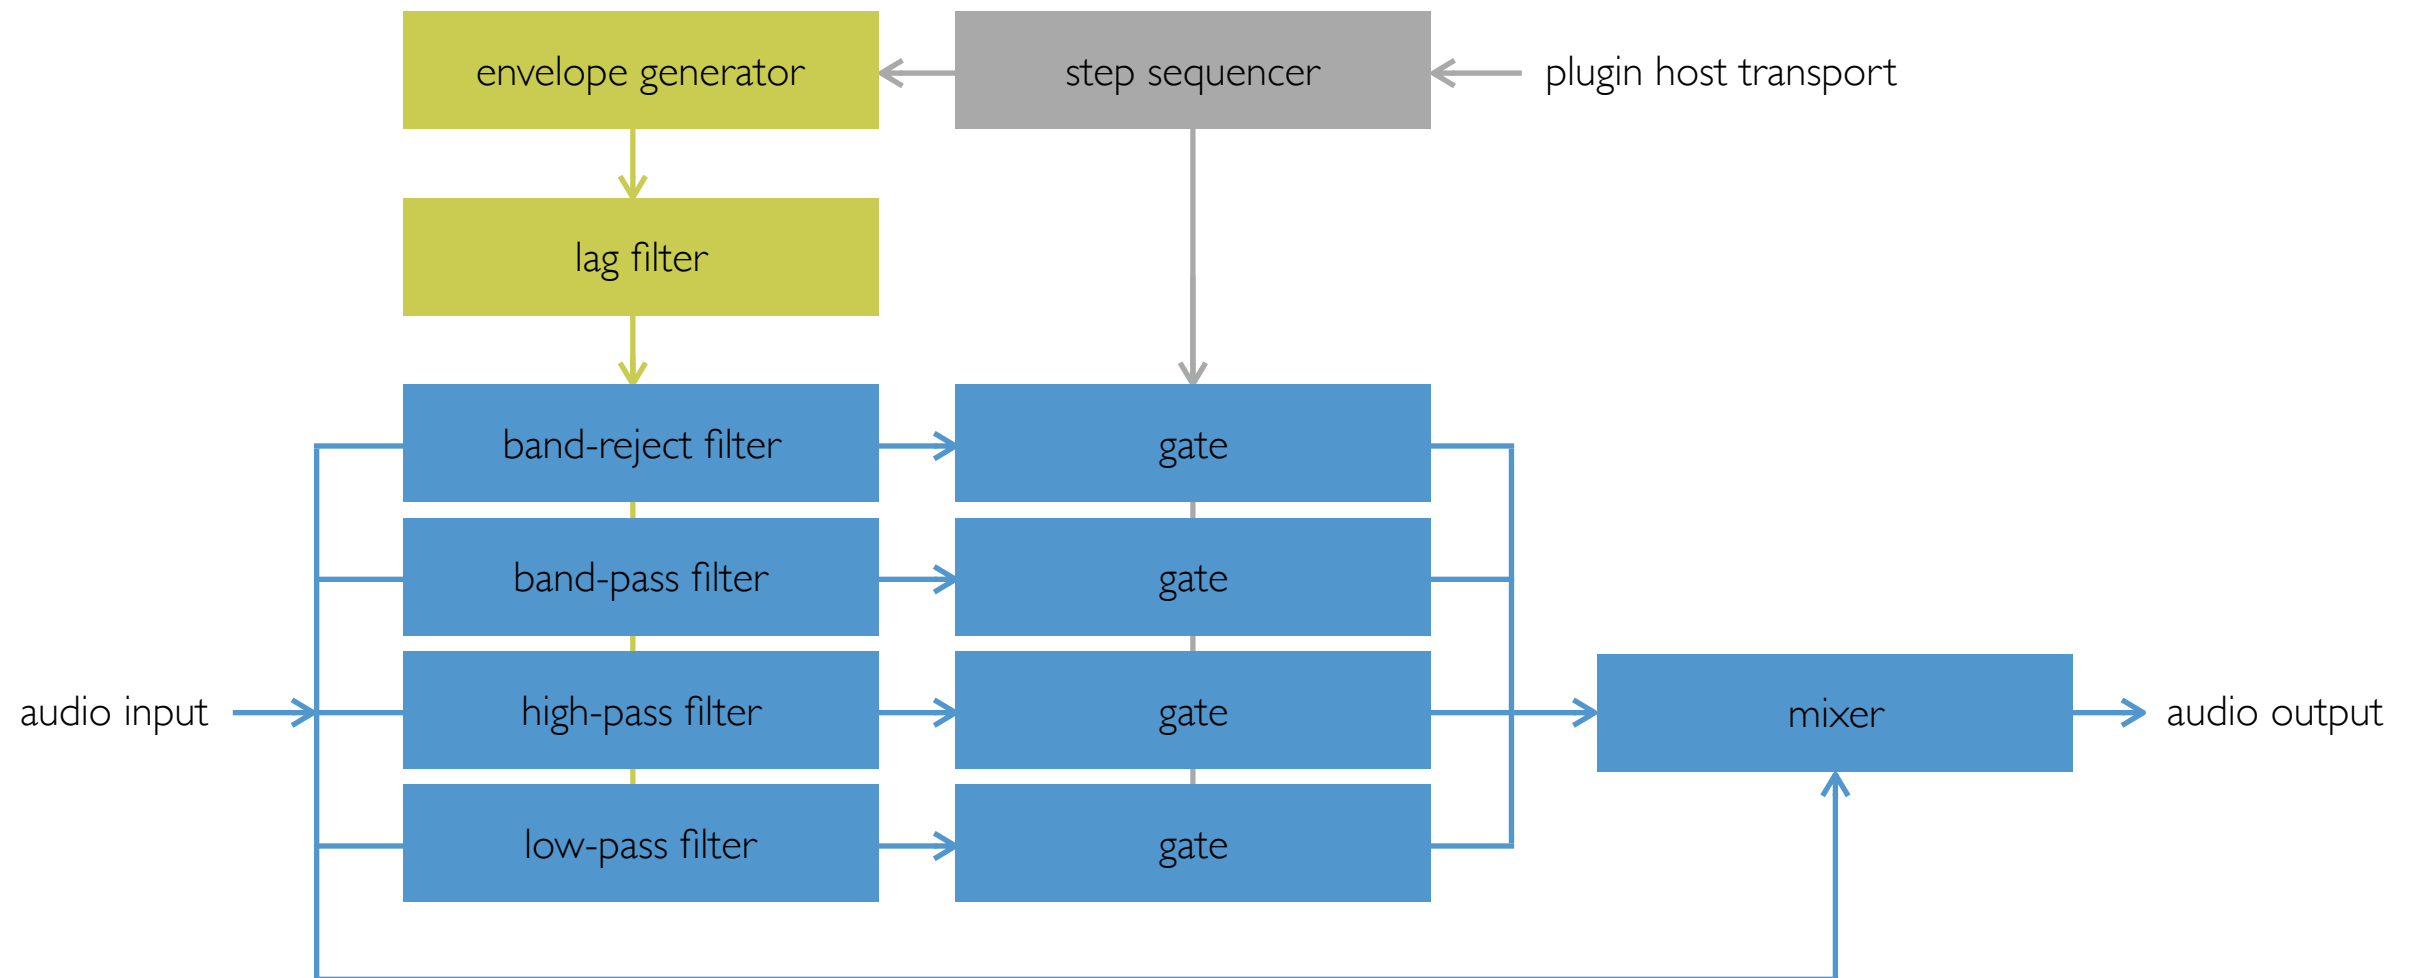 envelope generator
step sequencer
plugin host transport
lag filter
band-reject filter
gate
band-pass filter
gate
audio input
high-pass filter
gate
mixer
audio output
low-pass filter
gate